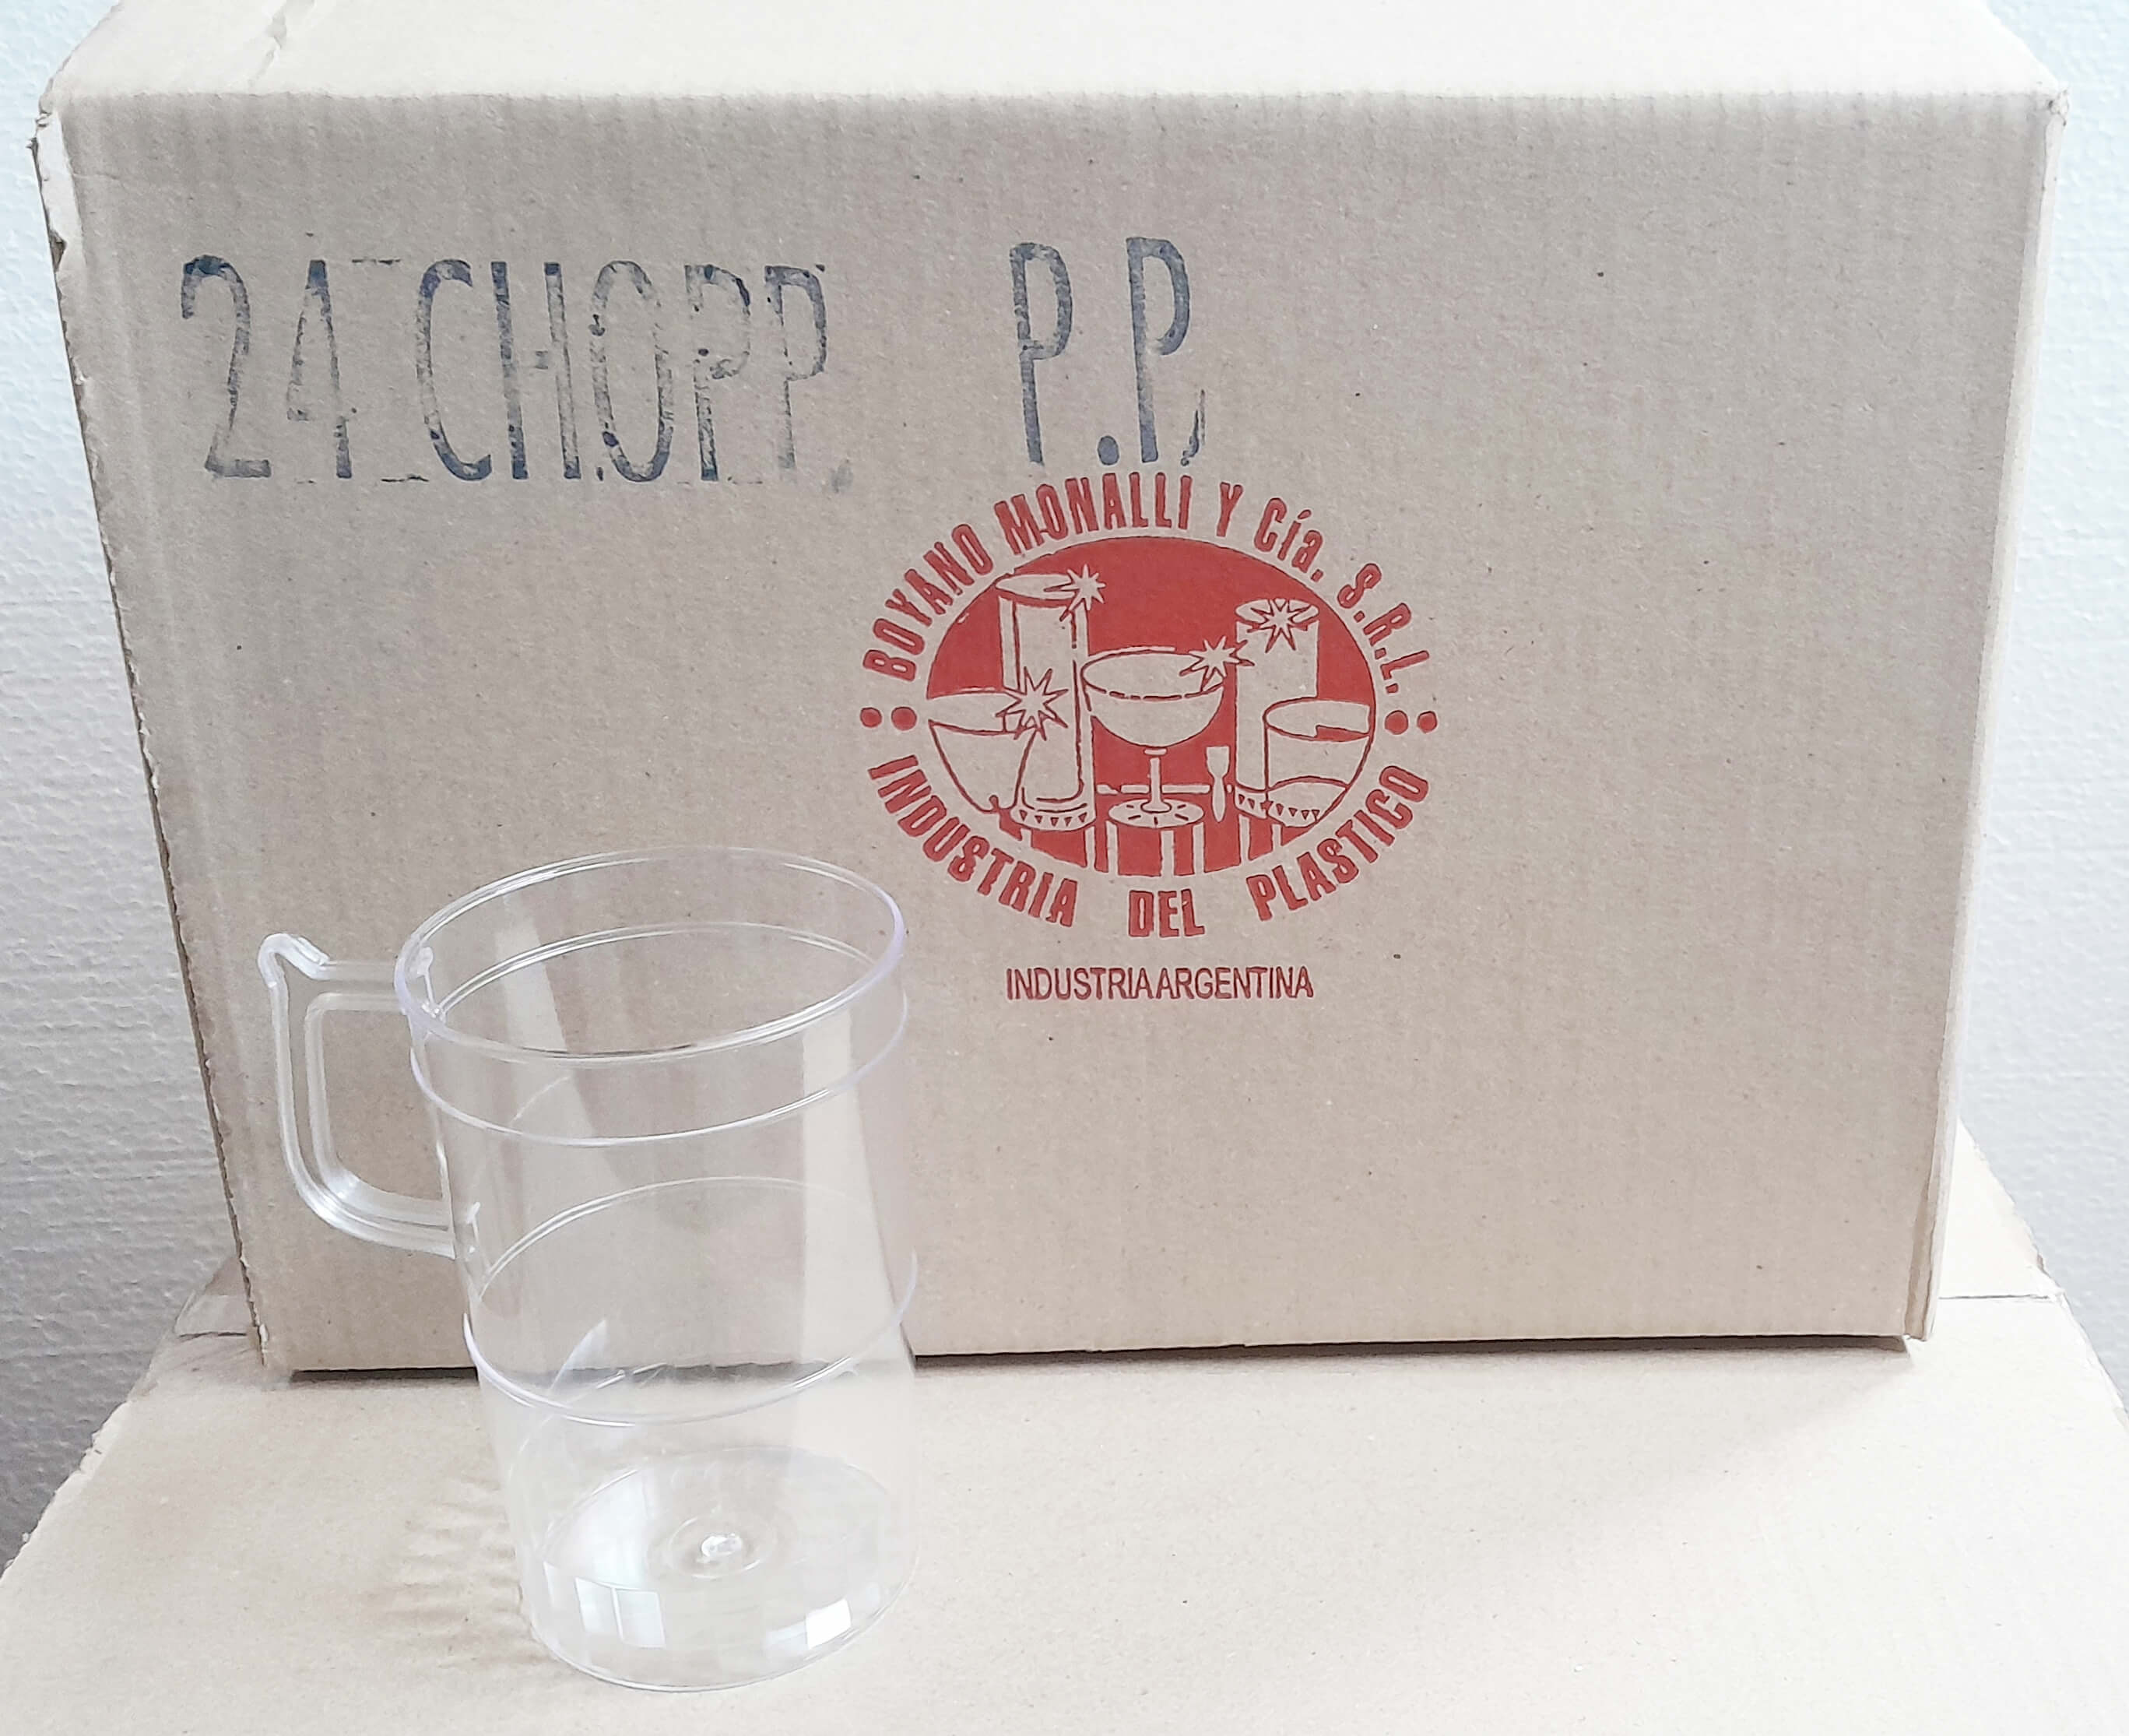 24 CHOPP. P.P.
BOYANO MONALLI Y Cía. S.R.L.
INDUSTRIA DEL PLASTICO
INDUSTRIA ARGENTINA